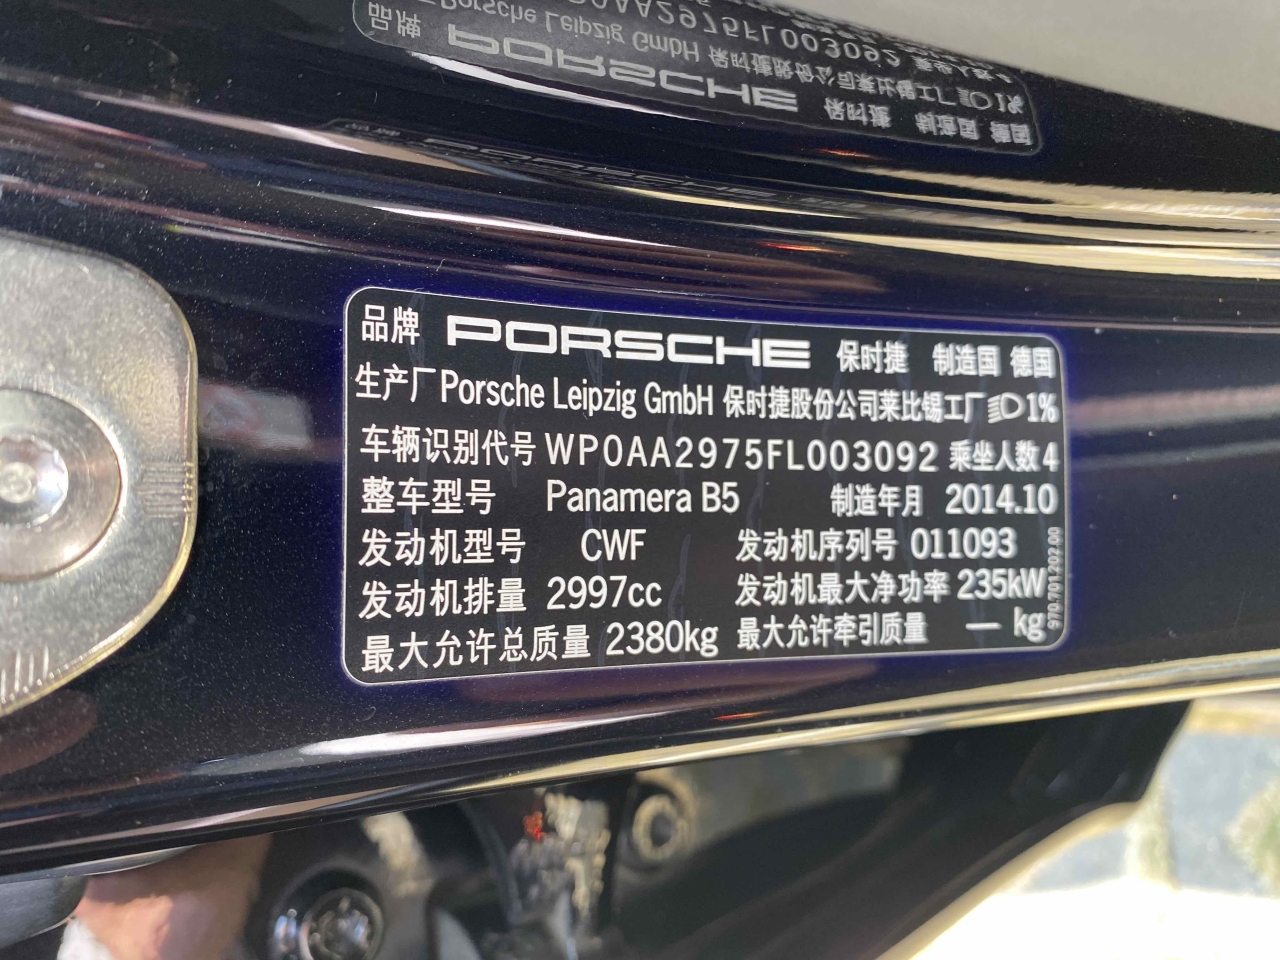 品牌 PORSCHE 保时捷 制造国 德国
生产厂 Porsche Leipzig GmbH 保时捷股份公司莱比锡工厂 1%
车辆识别代号 WP0AA2975FL003092 乘坐人数 4
整车型号 Panamera B5 制造年月 2014.10
发动机型号 CWF 发动机序列号 011093
发动机排量 2997cc 发动机最大净功率 235kW
最大允许总质量 2380kg 最大允许牵引质量 — kg
970.701.202.00